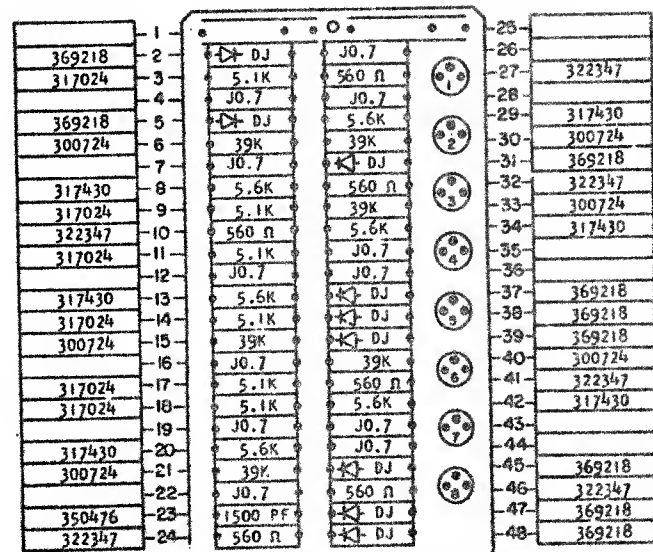 1 25
369218 2 DJ J0.7 26
317024 3 5.1K 560 Ω 1 27 322347
4 J0.7 J0.7 28
369218 5 DJ 5.6K 29 317430
300724 6 39K 39K 2 30 300724
7 J0.7 DJ 31 369218
317430 8 5.6K 560 Ω 32 322347
317024 9 5.1K 39K 3 33 300724
322347 10 560 Ω 5.6K 34 317430
317024 11 5.1K J0.7 4 35
12 J0.7 J0.7 36
317430 13 5.6K DJ 37 369218
317024 14 5.1K DJ 5 38 369218
300724 15 39K DJ 39 369218
16 J0.7 39K 40 300724
317024 17 5.1K 560 Ω 6 41 322347
317024 18 5.1K 5.6K 42 317430
19 J0.7 J0.7 43
317430 20 5.6K J0.7 7 44
300724 21 39K DJ 45 369218
22 J0.7 560 Ω 8 46 322347
350476 23 1500 PF DJ 47 369218
322347 24 560 Ω DJ 48 369218